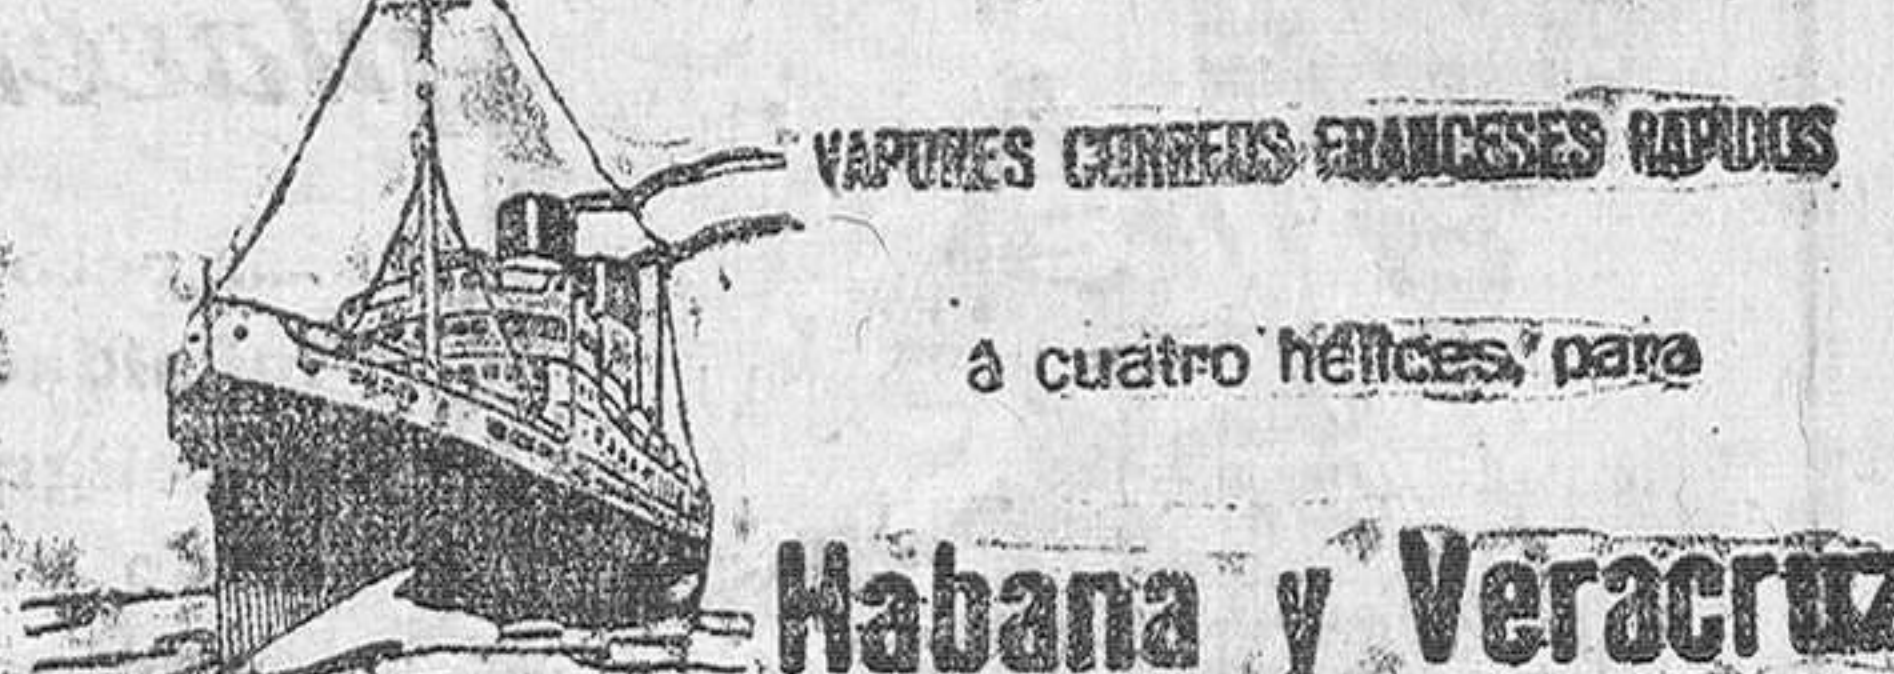 VAPORES CORREOS FRANCESES RAPIDOS
á cuatro hélices, para
Habana y Veracruz